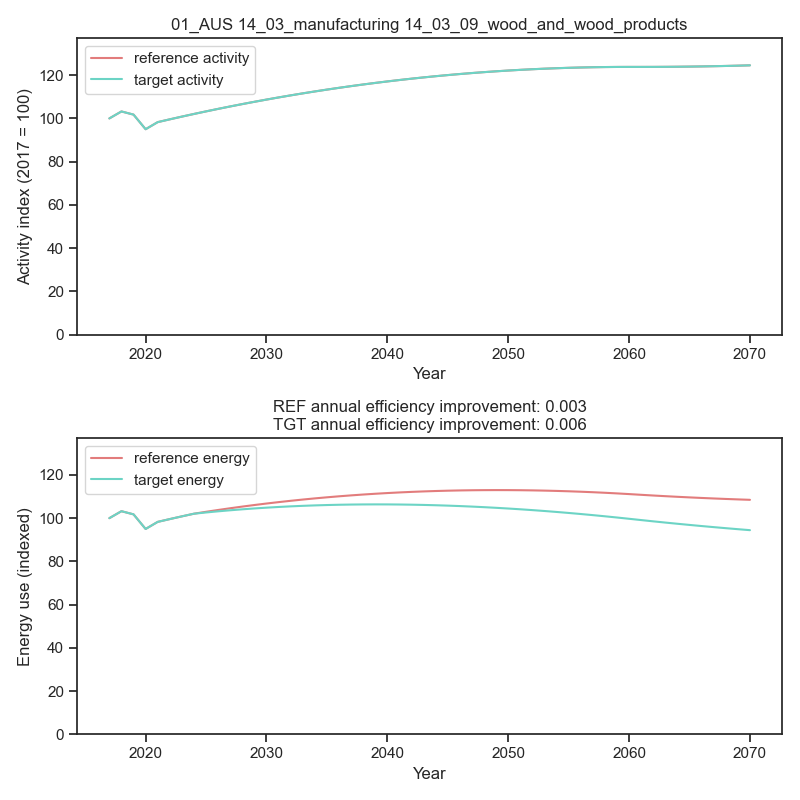 01_AUS 14_03_manufacturing 14_03_09_wood_and_wood_products
reference activity
target activity
Activity index (2017 = 100)
120
100
80
60
40
20
0
2020 2030 2040 2050 2060 2070
Year
REF annual efficiency improvement: 0.003
TGT annual efficiency improvement: 0.006
reference energy
target energy
Energy use (indexed)
120
100
80
60
40
20
0
2020 2030 2040 2050 2060 2070
Year